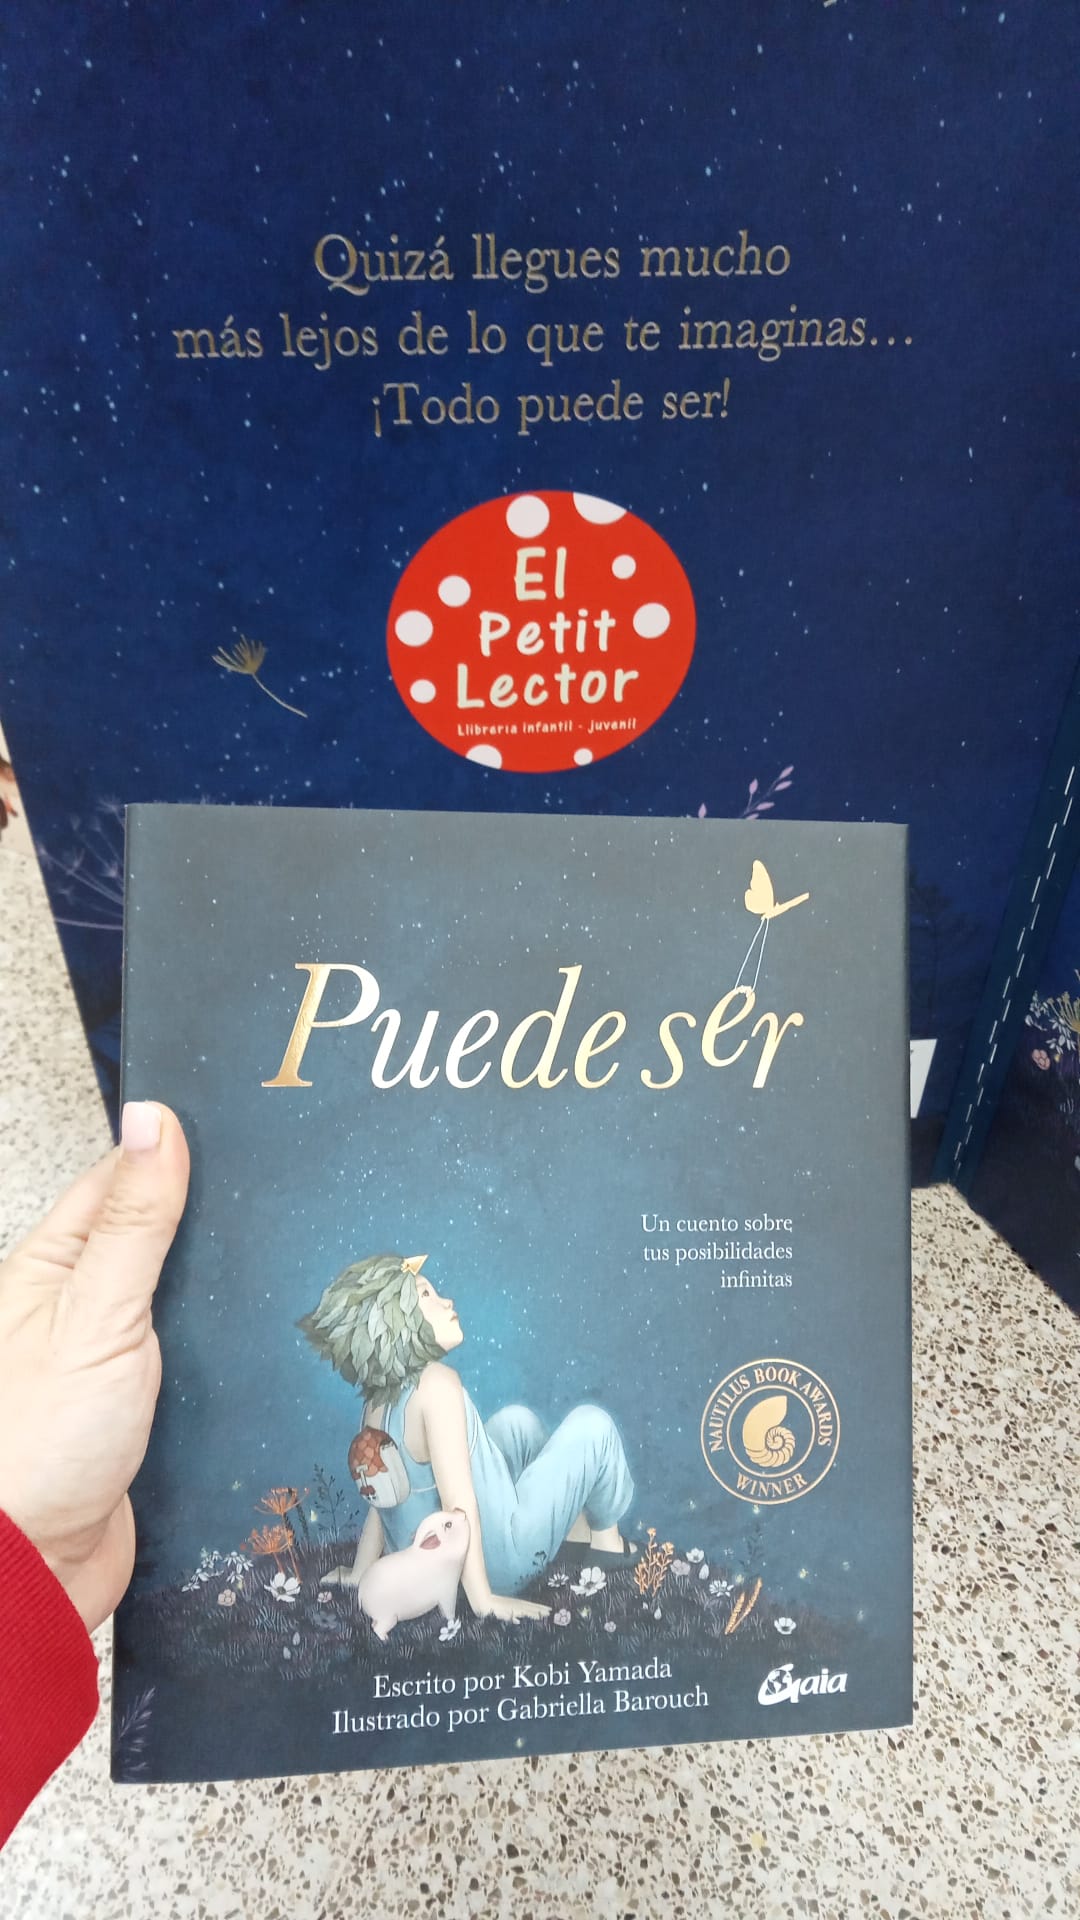 Quizá llegues mucho
más lejos de lo que te imaginas...
¡Todo puede ser!
El
Petit
Lector
Llibreria infantil - juvenil
Puede ser
Un cuento sobre
tus posibilidades
infinitas
NAUTILUS BOOK AWARDS
WINNER
Escrito por Kobi Yamada
Ilustrado por Gabriella Barouch
Gaia